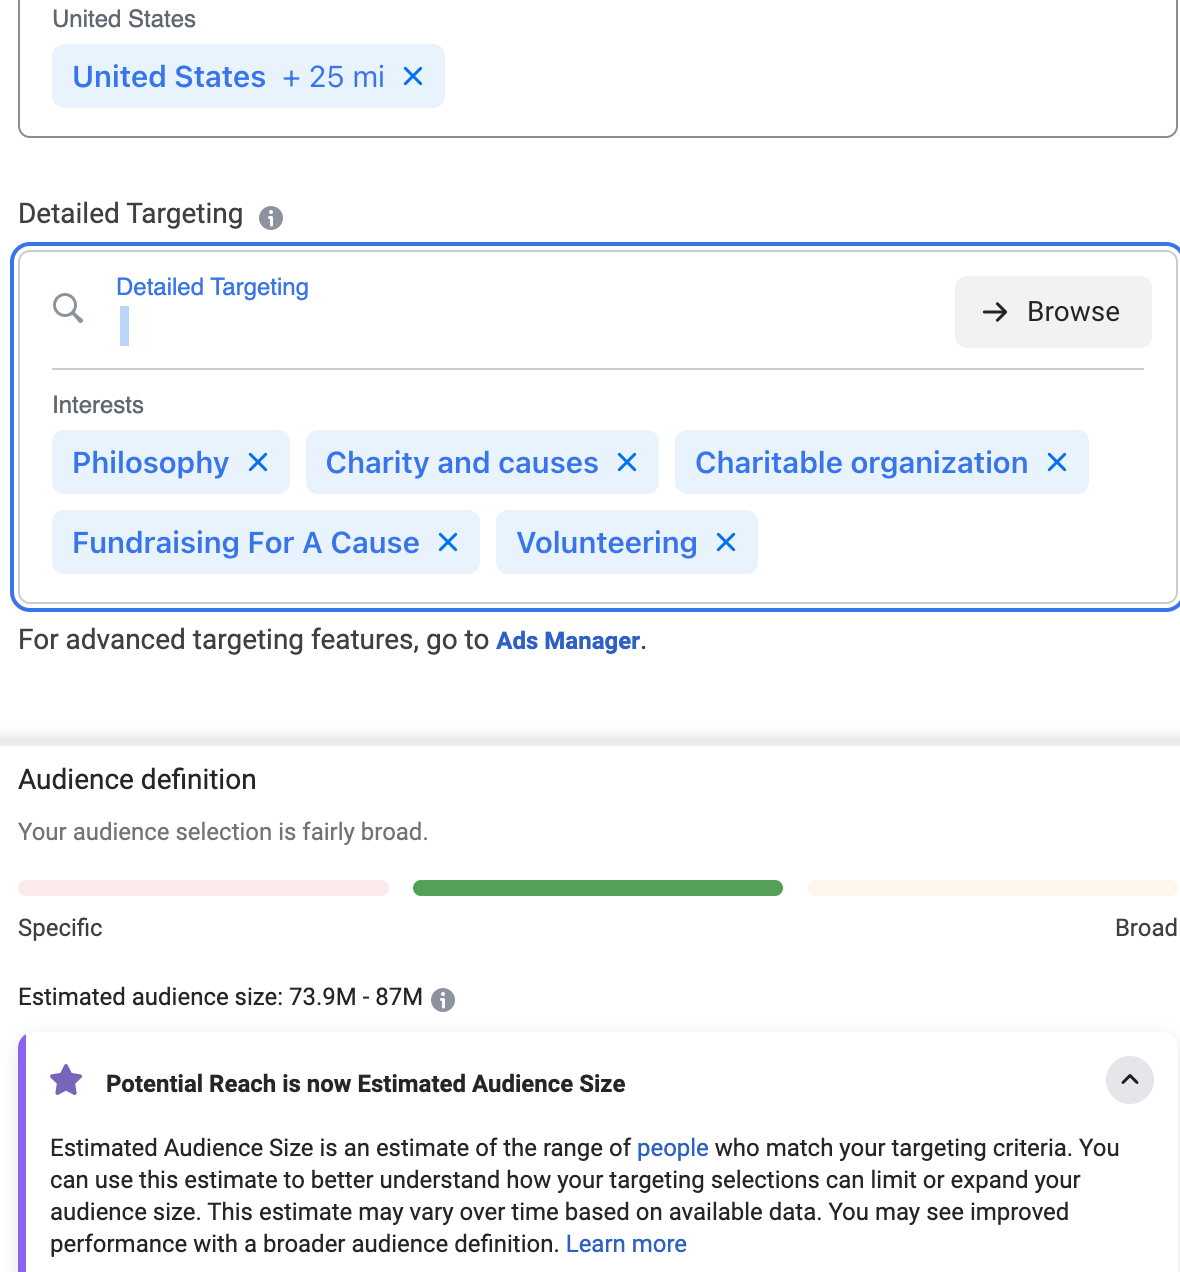 United States
United States + 25 mi
Detailed Targeting
Detailed Targeting
Browse
Interests
Philosophy Charity and causes Charitable organization
Fundraising For A Cause Volunteering
For advanced targeting features, go to Ads Manager.
Audience definition
Your audience selection is fairly broad.
Specific Broad
Estimated audience size: 73.9M - 87M
Potential Reach is now Estimated Audience Size
Estimated Audience Size is an estimate of the range of people who match your targeting criteria. You
can use this estimate to better understand how your targeting selections can limit or expand your
audience size. This estimate may vary over time based on available data. You may see improved
performance with a broader audience definition. Learn more